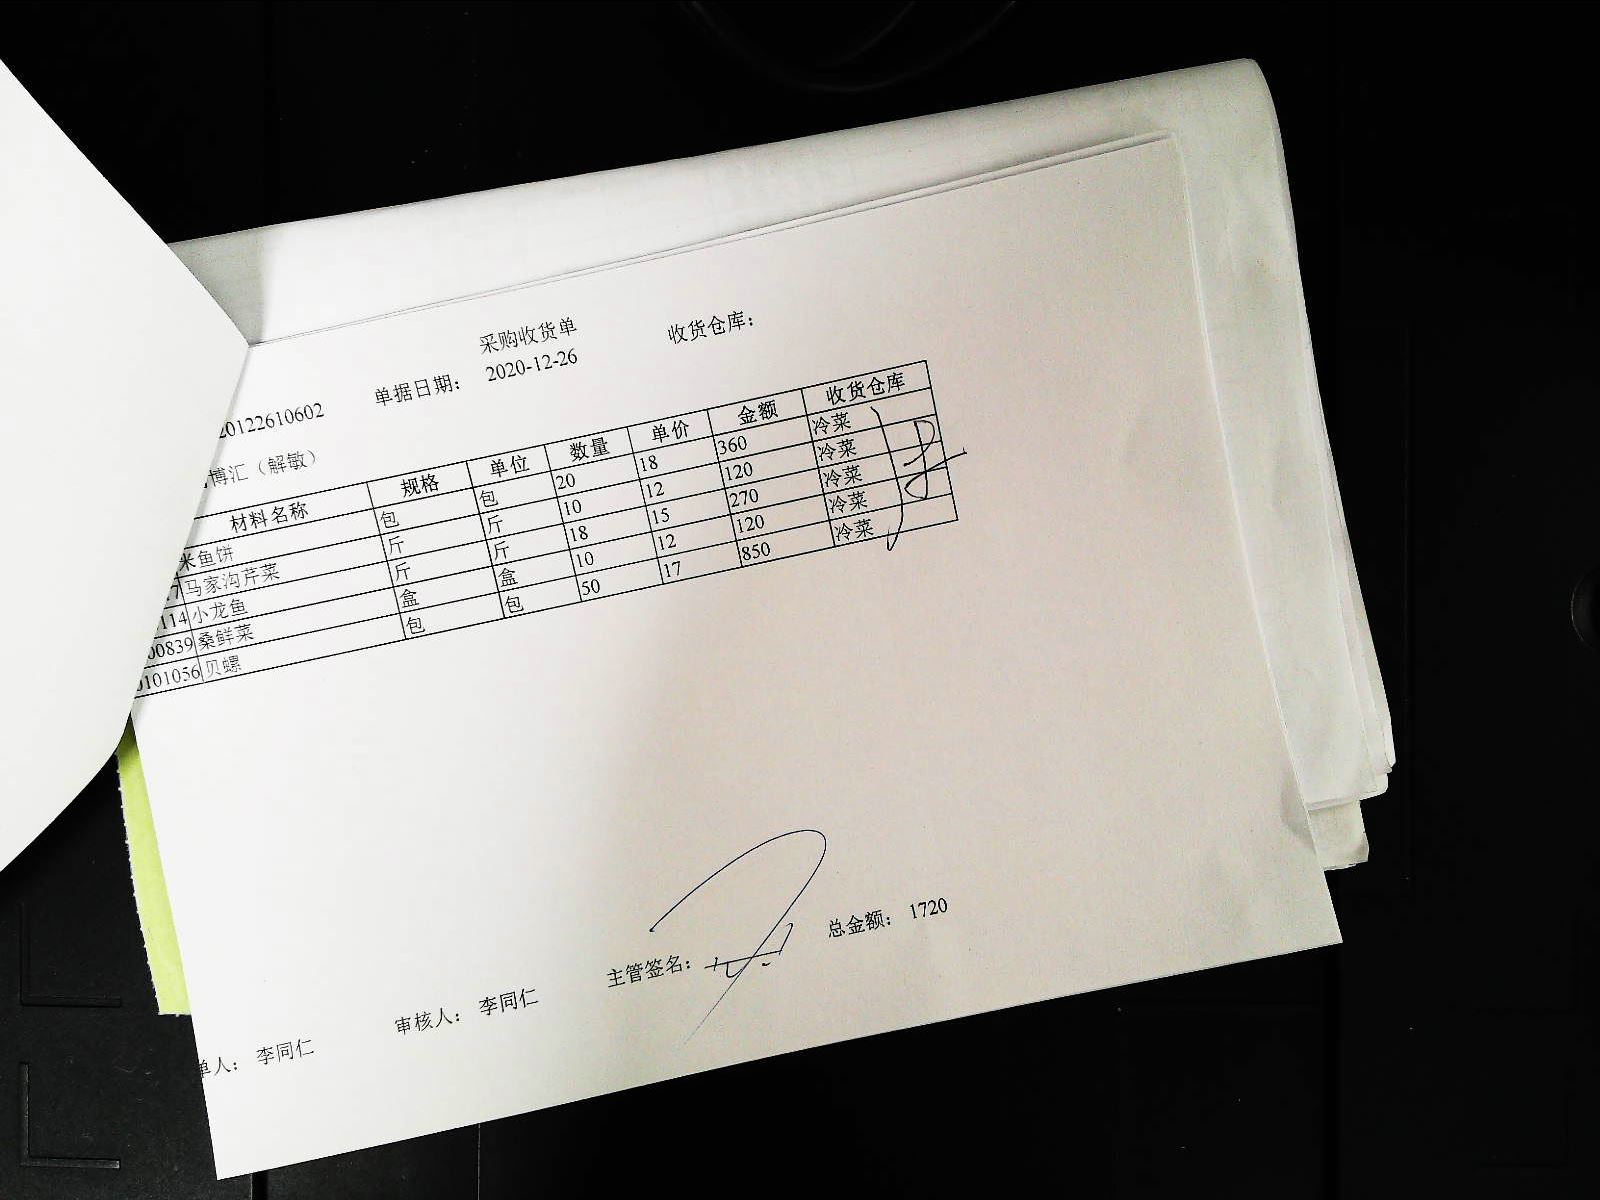 采购收货单
20122610602 单据日期： 2020-12-26 收货仓库：
博汇（解敏）
材料名称 规格 单位 数量 单价 金额 收货仓库
米鱼饼 包 包 20 18 360 冷菜
马家沟芹菜 斤 斤 10 12 120 冷菜
114 小龙鱼 斤 斤 18 15 270 冷菜
00839 桑鲜菜 盒 盒 10 12 120 冷菜
0101056 贝螺 包 包 50 17 850 冷菜
单人： 李同仁 审核人： 李同仁 主管签名： 总金额： 1720